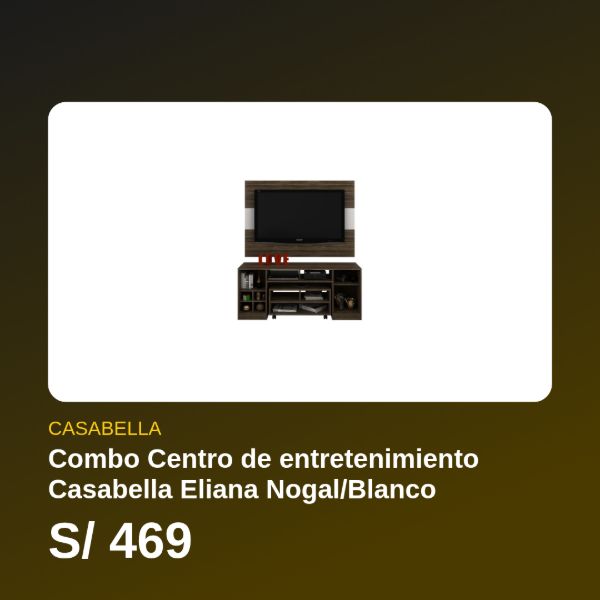 CASABELLA
Combo Centro de entretenimiento
Casabella Eliana Nogal/Blanco
S/ 469